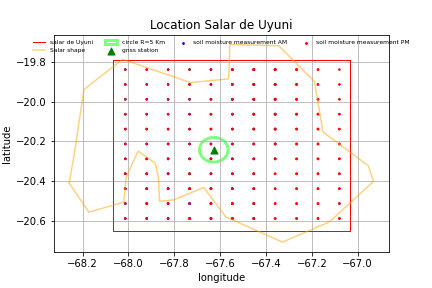 Location Salar de Uyuni
salar de Uyuni circle R=5 Km soil moisture measurement AM soil moisture measurement PM
Salar shape gnss station
−19.8
−20.0
−20.2
−20.4
−20.6
latitude
−68.2 −68.0 −67.8 −67.6 −67.4 −67.2 −67.0
longitude